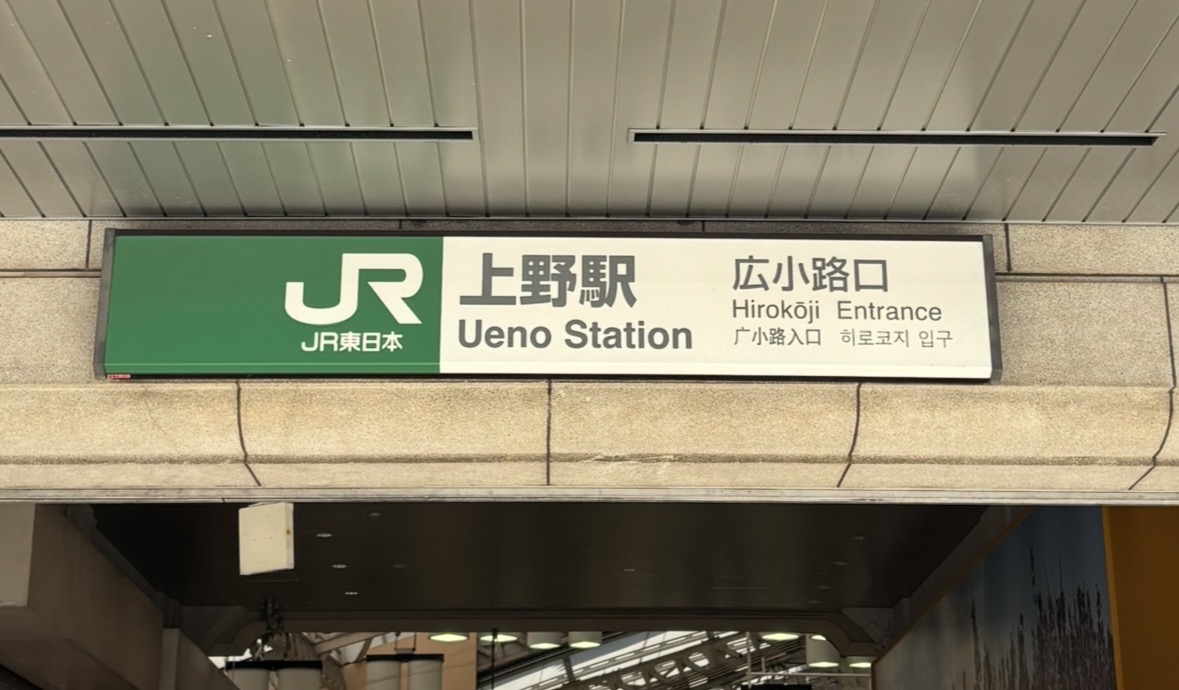 JR
JR東日本
上野駅
Ueno Station
広小路口
Hirokōji Entrance
广小路入口 히로코지 입구